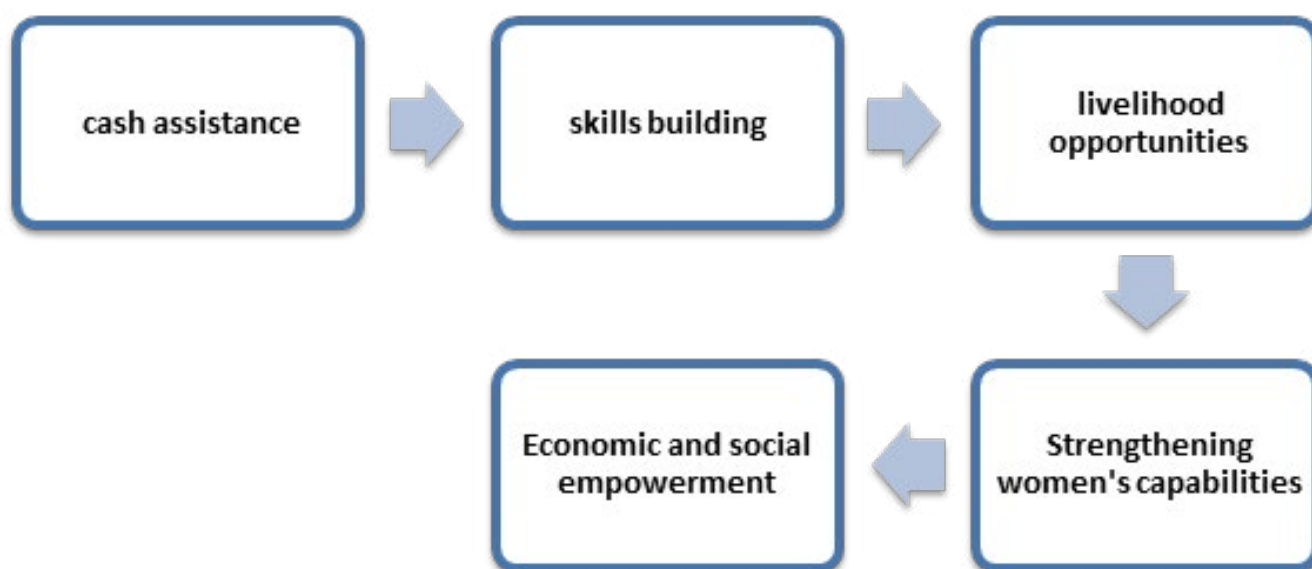 cash assistance
skills building
livelihood
opportunities
Strengthening
women's capabilities
Economic and social
empowerment